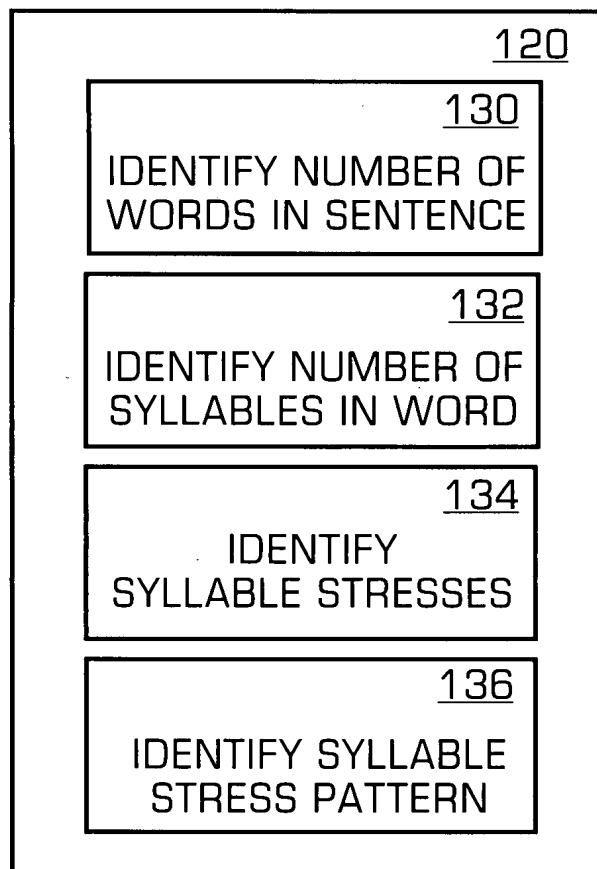 120
130
IDENTIFY NUMBER OF
WORDS IN SENTENCE
132
IDENTIFY NUMBER OF
SYLLABLES IN WORD
134
IDENTIFY
SYLLABLE STRESSES
136
IDENTIFY SYLLABLE
STRESS PATTERN